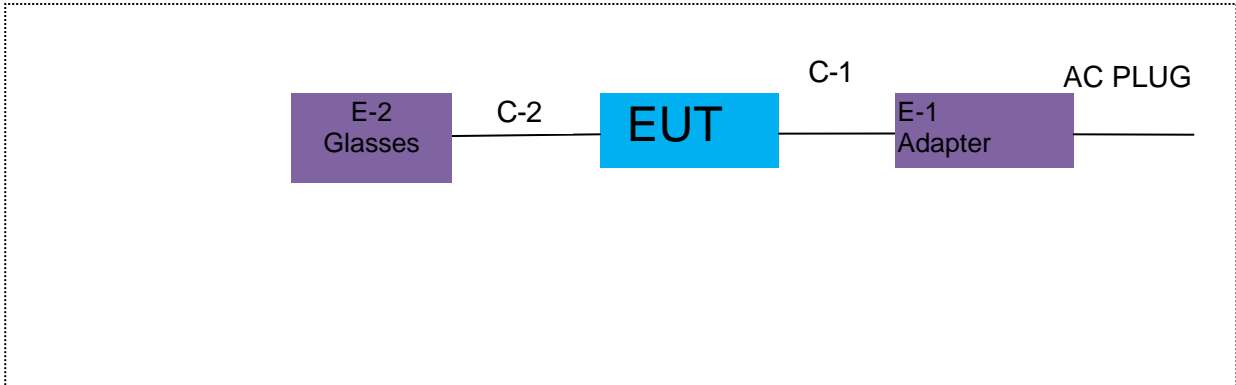 C-1
AC PLUG
E-2
Glasses
C-2
EUT
E-1
Adapter